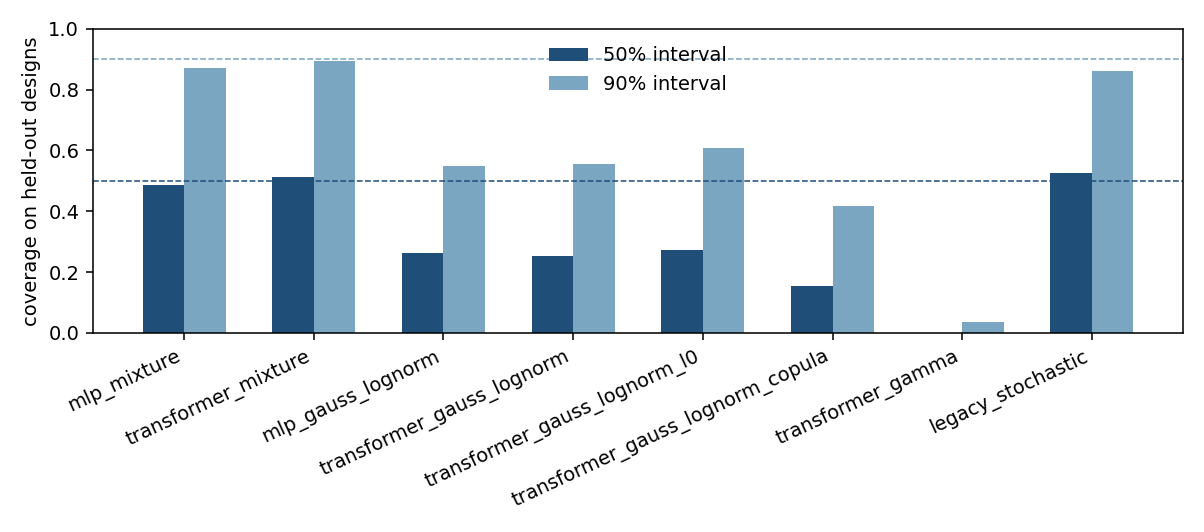 coverage on held-out designs
1.0
0.8
0.6
0.4
0.2
0.0
50% interval
90% interval
mlp_mixture
transformer_mixture
mlp_gauss_lognorm
transformer_gauss_lognorm
transformer_gauss_lognorm_l0
transformer_gauss_lognorm_copula
transformer_gamma
legacy_stochastic